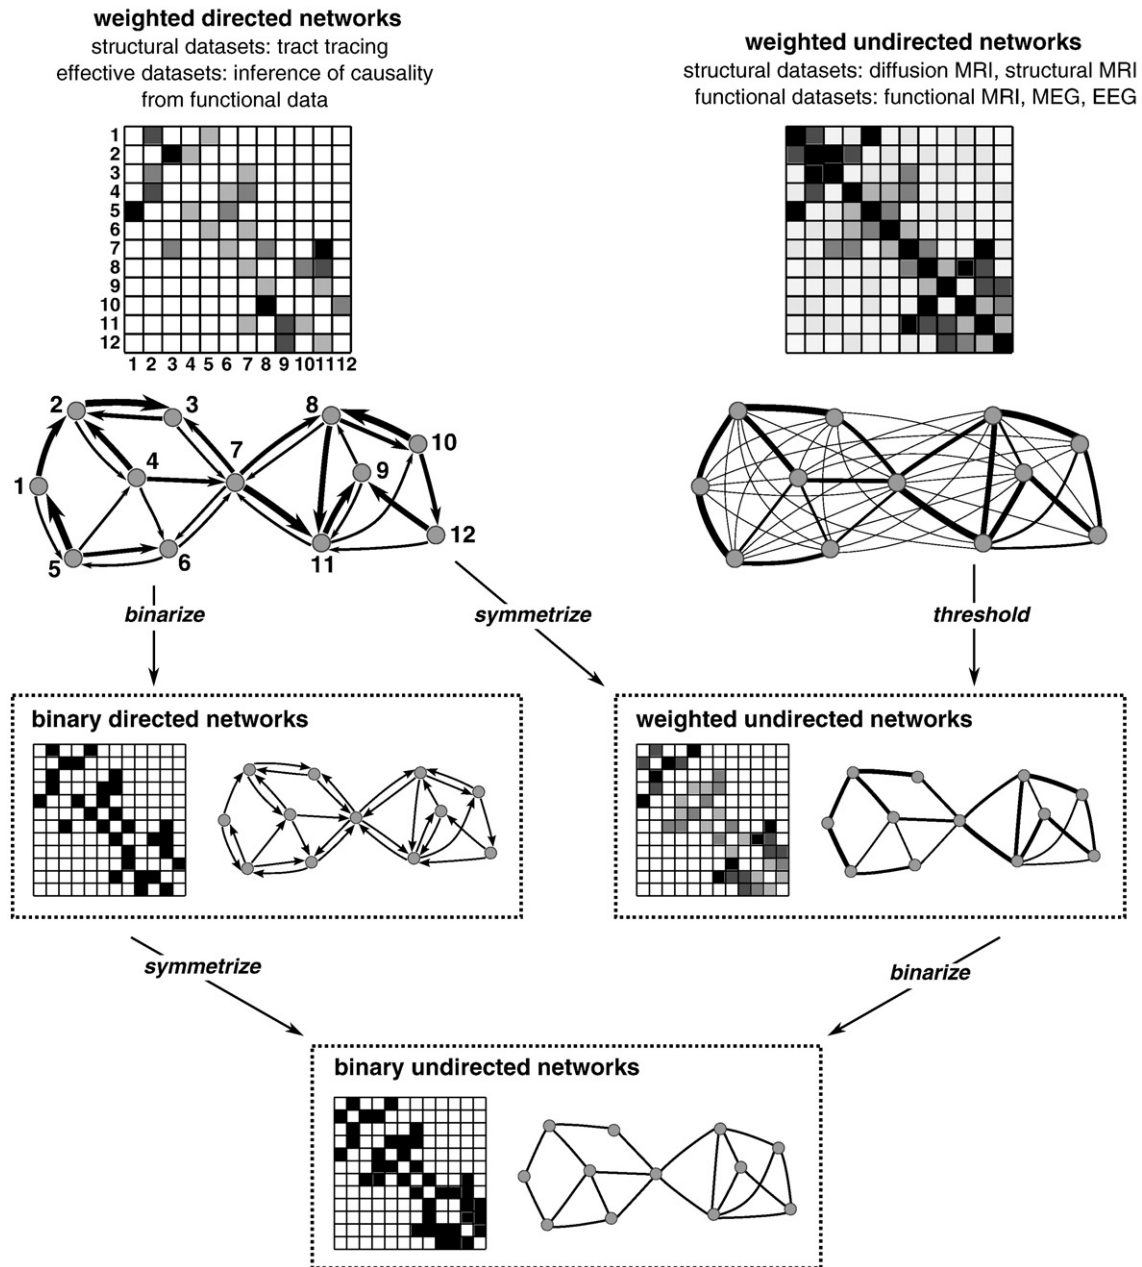 weighted directed networks
structural datasets: tract tracing
effective datasets: inference of causality
from functional data
weighted undirected networks
structural datasets: diffusion MRI, structural MRI
functional datasets: functional MRI, MEG, EEG
1
2
3
4
5
6
7
8
9
10
11
12
1 2 3 4 5 6 7 8 9 10 11 12
2
3
8
10
7
4
9
1
12
5
6
11
binarize
symmetrize
threshold
binary directed networks
weighted undirected networks
symmetrize
binarize
binary undirected networks